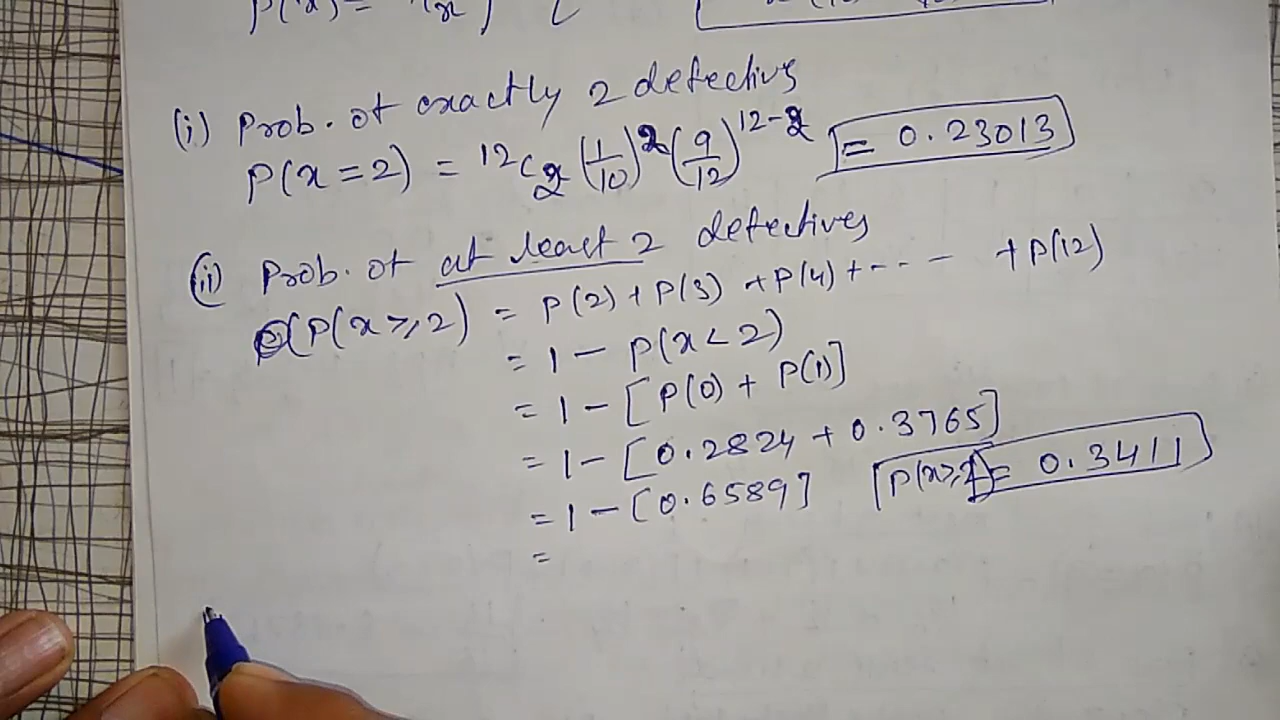 P(x) =
(i) Prob. of exactly 2 defectivs
P(x = 2) = 12C2 (1/10)^2 (9/12)^12-2 = 0.23013
(ii) Prob. of at least 2 defectives
P(x ≥ 2) = P(2) + P(3) + P(4) + --- + P(12)
= 1 - P(x < 2)
= 1 - [P(0) + P(1)]
= 1 - [0.2824 + 0.3765]
= 1 - [0.6589] P(x≥2) = 0.3411
=